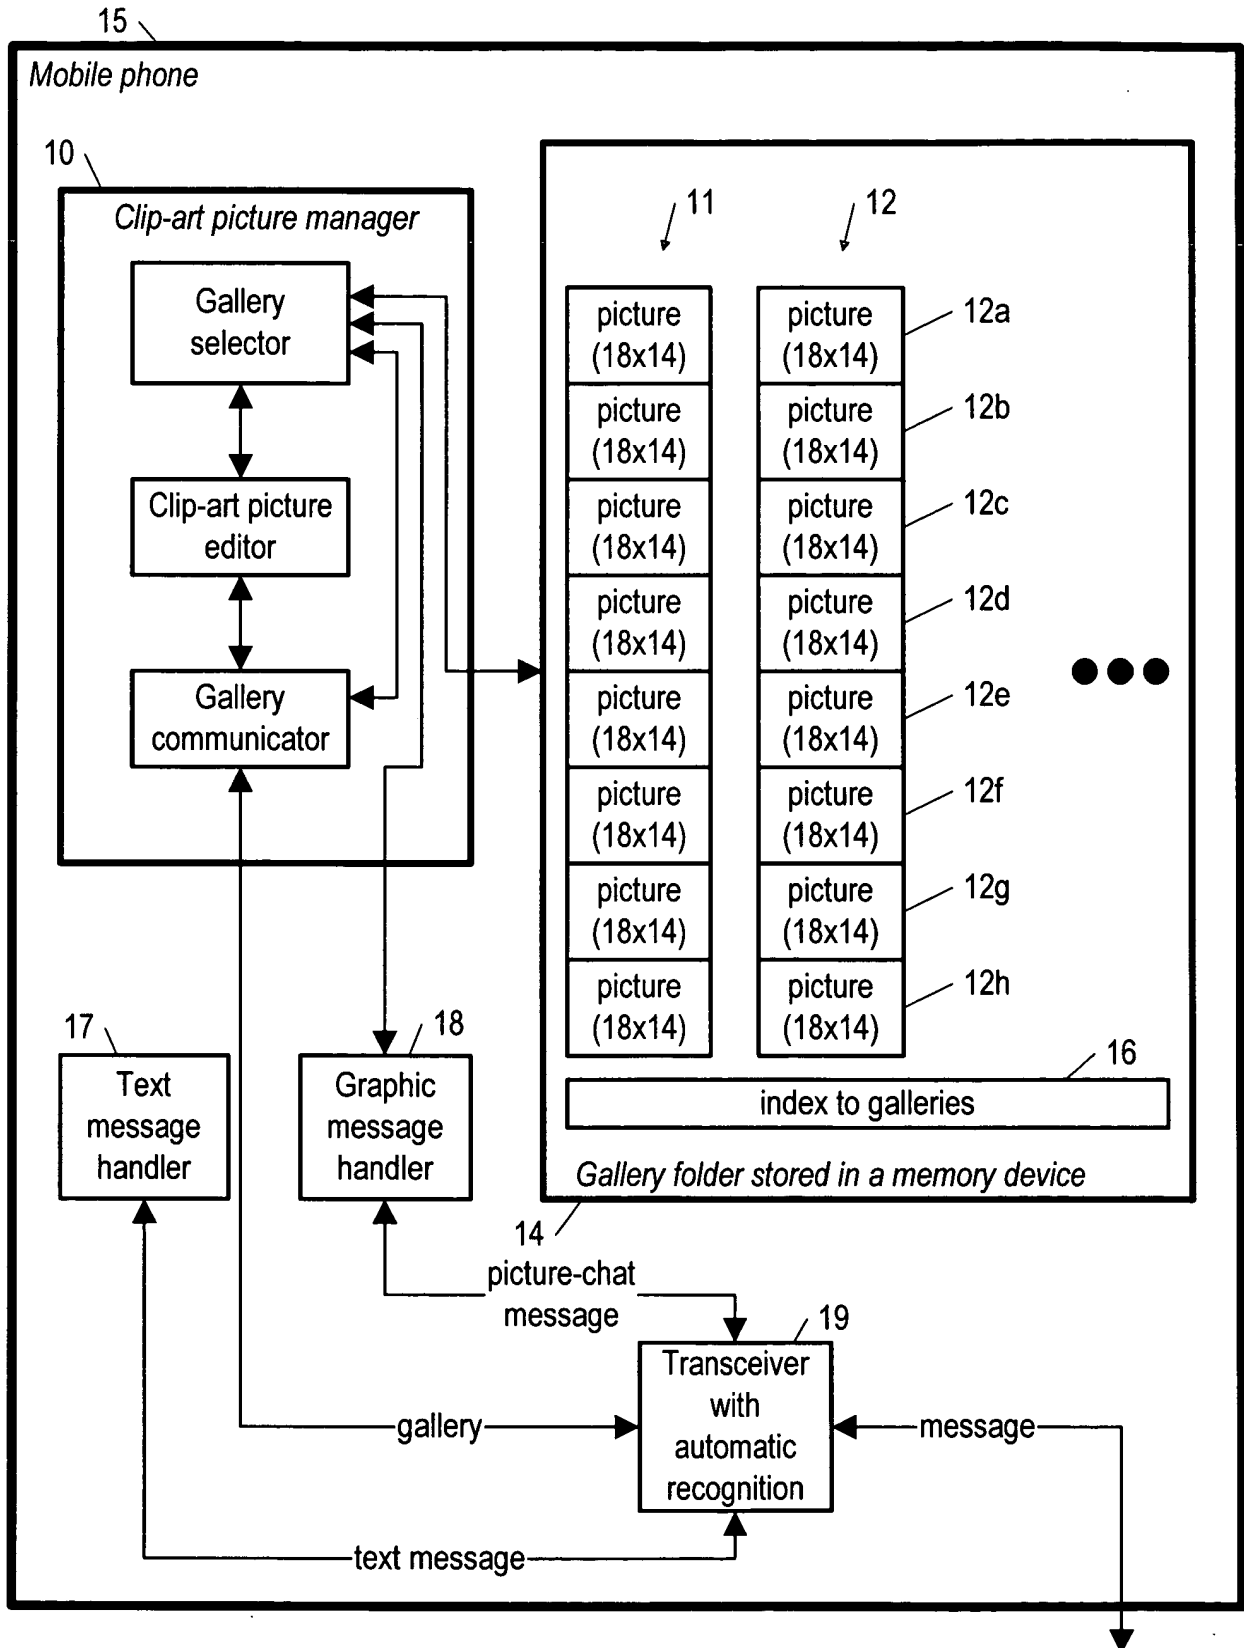 15
Mobile phone
10
Clip-art picture manager
Gallery
selector
Clip-art picture
editor
Gallery
communicator
11
12
picture
(18x14)
picture
(18x14)
picture
(18x14)
picture
(18x14)
picture
(18x14)
picture
(18x14)
picture
(18x14)
picture
(18x14)
picture
(18x14)
12a
picture
(18x14)
12b
picture
(18x14)
12c
picture
(18x14)
12d
picture
(18x14)
12e
picture
(18x14)
12f
picture
(18x14)
12g
picture
(18x14)
12h
16
index to galleries
Gallery folder stored in a memory device
14
17
Text
message
handler
18
Graphic
message
handler
picture-chat
message
19
Transceiver
with
automatic
recognition
gallery
message
text message